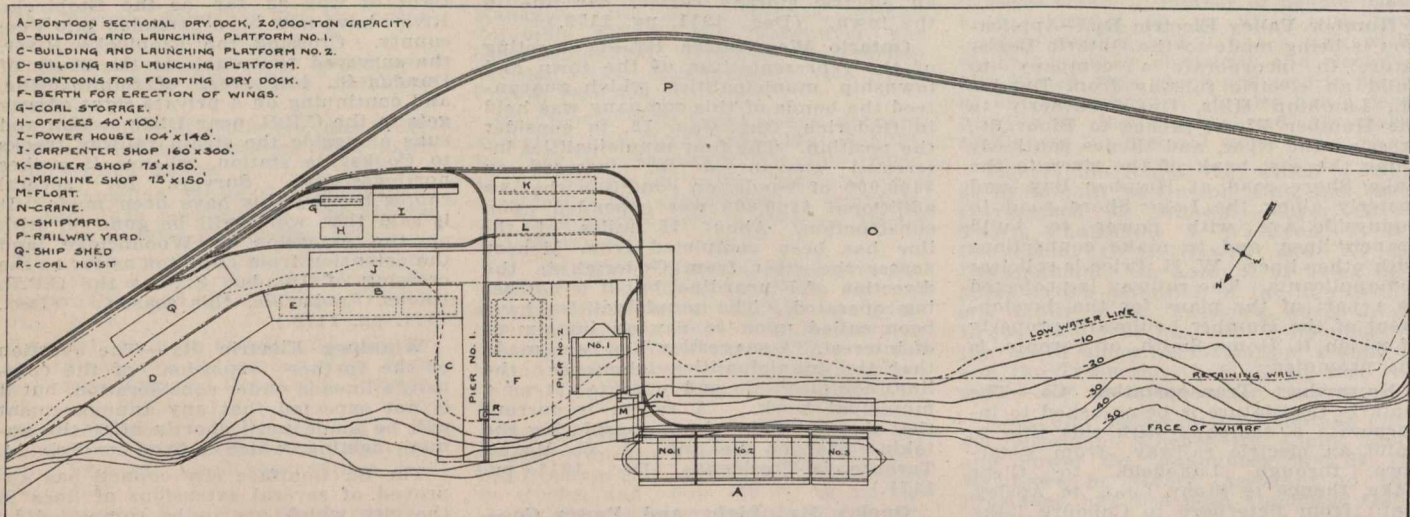 A-PONTOON SECTIONAL DRY DOCK, 20,000-TON CAPACITY
B-BUILDING AND LAUNCHING PLATFORM NO.1.
C-BUILDING AND LAUNCHING PLATFORM NO.2.
D-BUILDING AND LAUNCHING PLATFORM.
E-PONTOONS FOR FLOATING DRY DOCK.
F-BERTH FOR ERECTION OF WINGS.
G-COAL STORAGE.
H-OFFICES 40'X100'.
I-POWER HOUSE 104'X148'.
J-CARPENTER SHOP 160'X300'.
K-BOILER SHOP 75'X150'.
L-MACHINE SHOP 75'X150'
M-FLOAT.
N-CRANE.
O-SHIPYARD.
P-RAILWAY YARD.
Q-SHIP SHED
R-COAL HOIST
P
K
G
I
H
L
O
E
W
N
J
B
E
Q
D
C
PIER NO.1.
F
PIER NO.2.
No.1
R
M
N
LOW WATER LINE
-10
-20
-30
-40
-50
RETAINING WALL
FACE OF WHARF
No.1
No.2
No.3
A